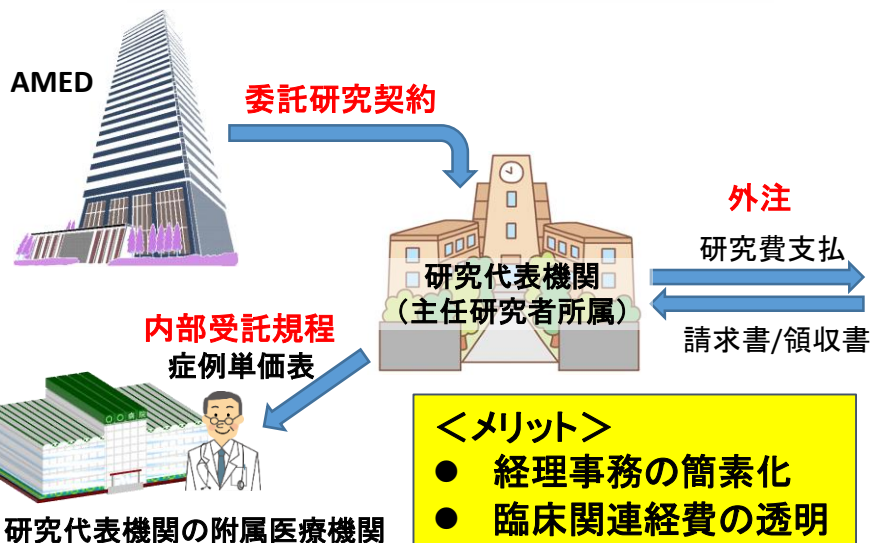 AMED
委託研究契約
外注
研究費支払
研究代表機関
（主任研究者所属）
請求書/領収書
内部受託規程
症例単価表
〇〇病院
研究代表機関の附属医療機関
＜メリット＞
● 経理事務の簡素化
● 臨床関連経費の透明